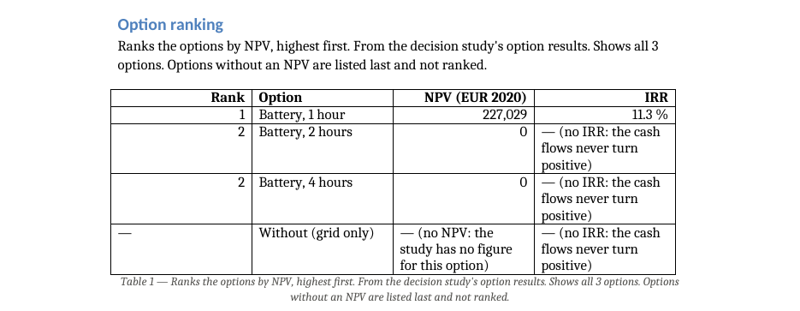 Option ranking
Ranks the options by NPV, highest first. From the decision study's option results. Shows all 3
options. Options without an NPV are listed last and not ranked.
Rank Option NPV (EUR 2020) IRR
1 Battery, 1 hour 227,029 11.3 %
2 Battery, 2 hours 0 — (no IRR: the cash
flows never turn
positive)
2 Battery, 4 hours 0 — (no IRR: the cash
flows never turn
positive)
— Without (grid only) — (no NPV: the — (no IRR: the cash
study has no figure flows never turn
for this option) positive)
Table 1 — Ranks the options by NPV, highest first. From the decision study's option results. Shows all 3 options. Options
without an NPV are listed last and not ranked.